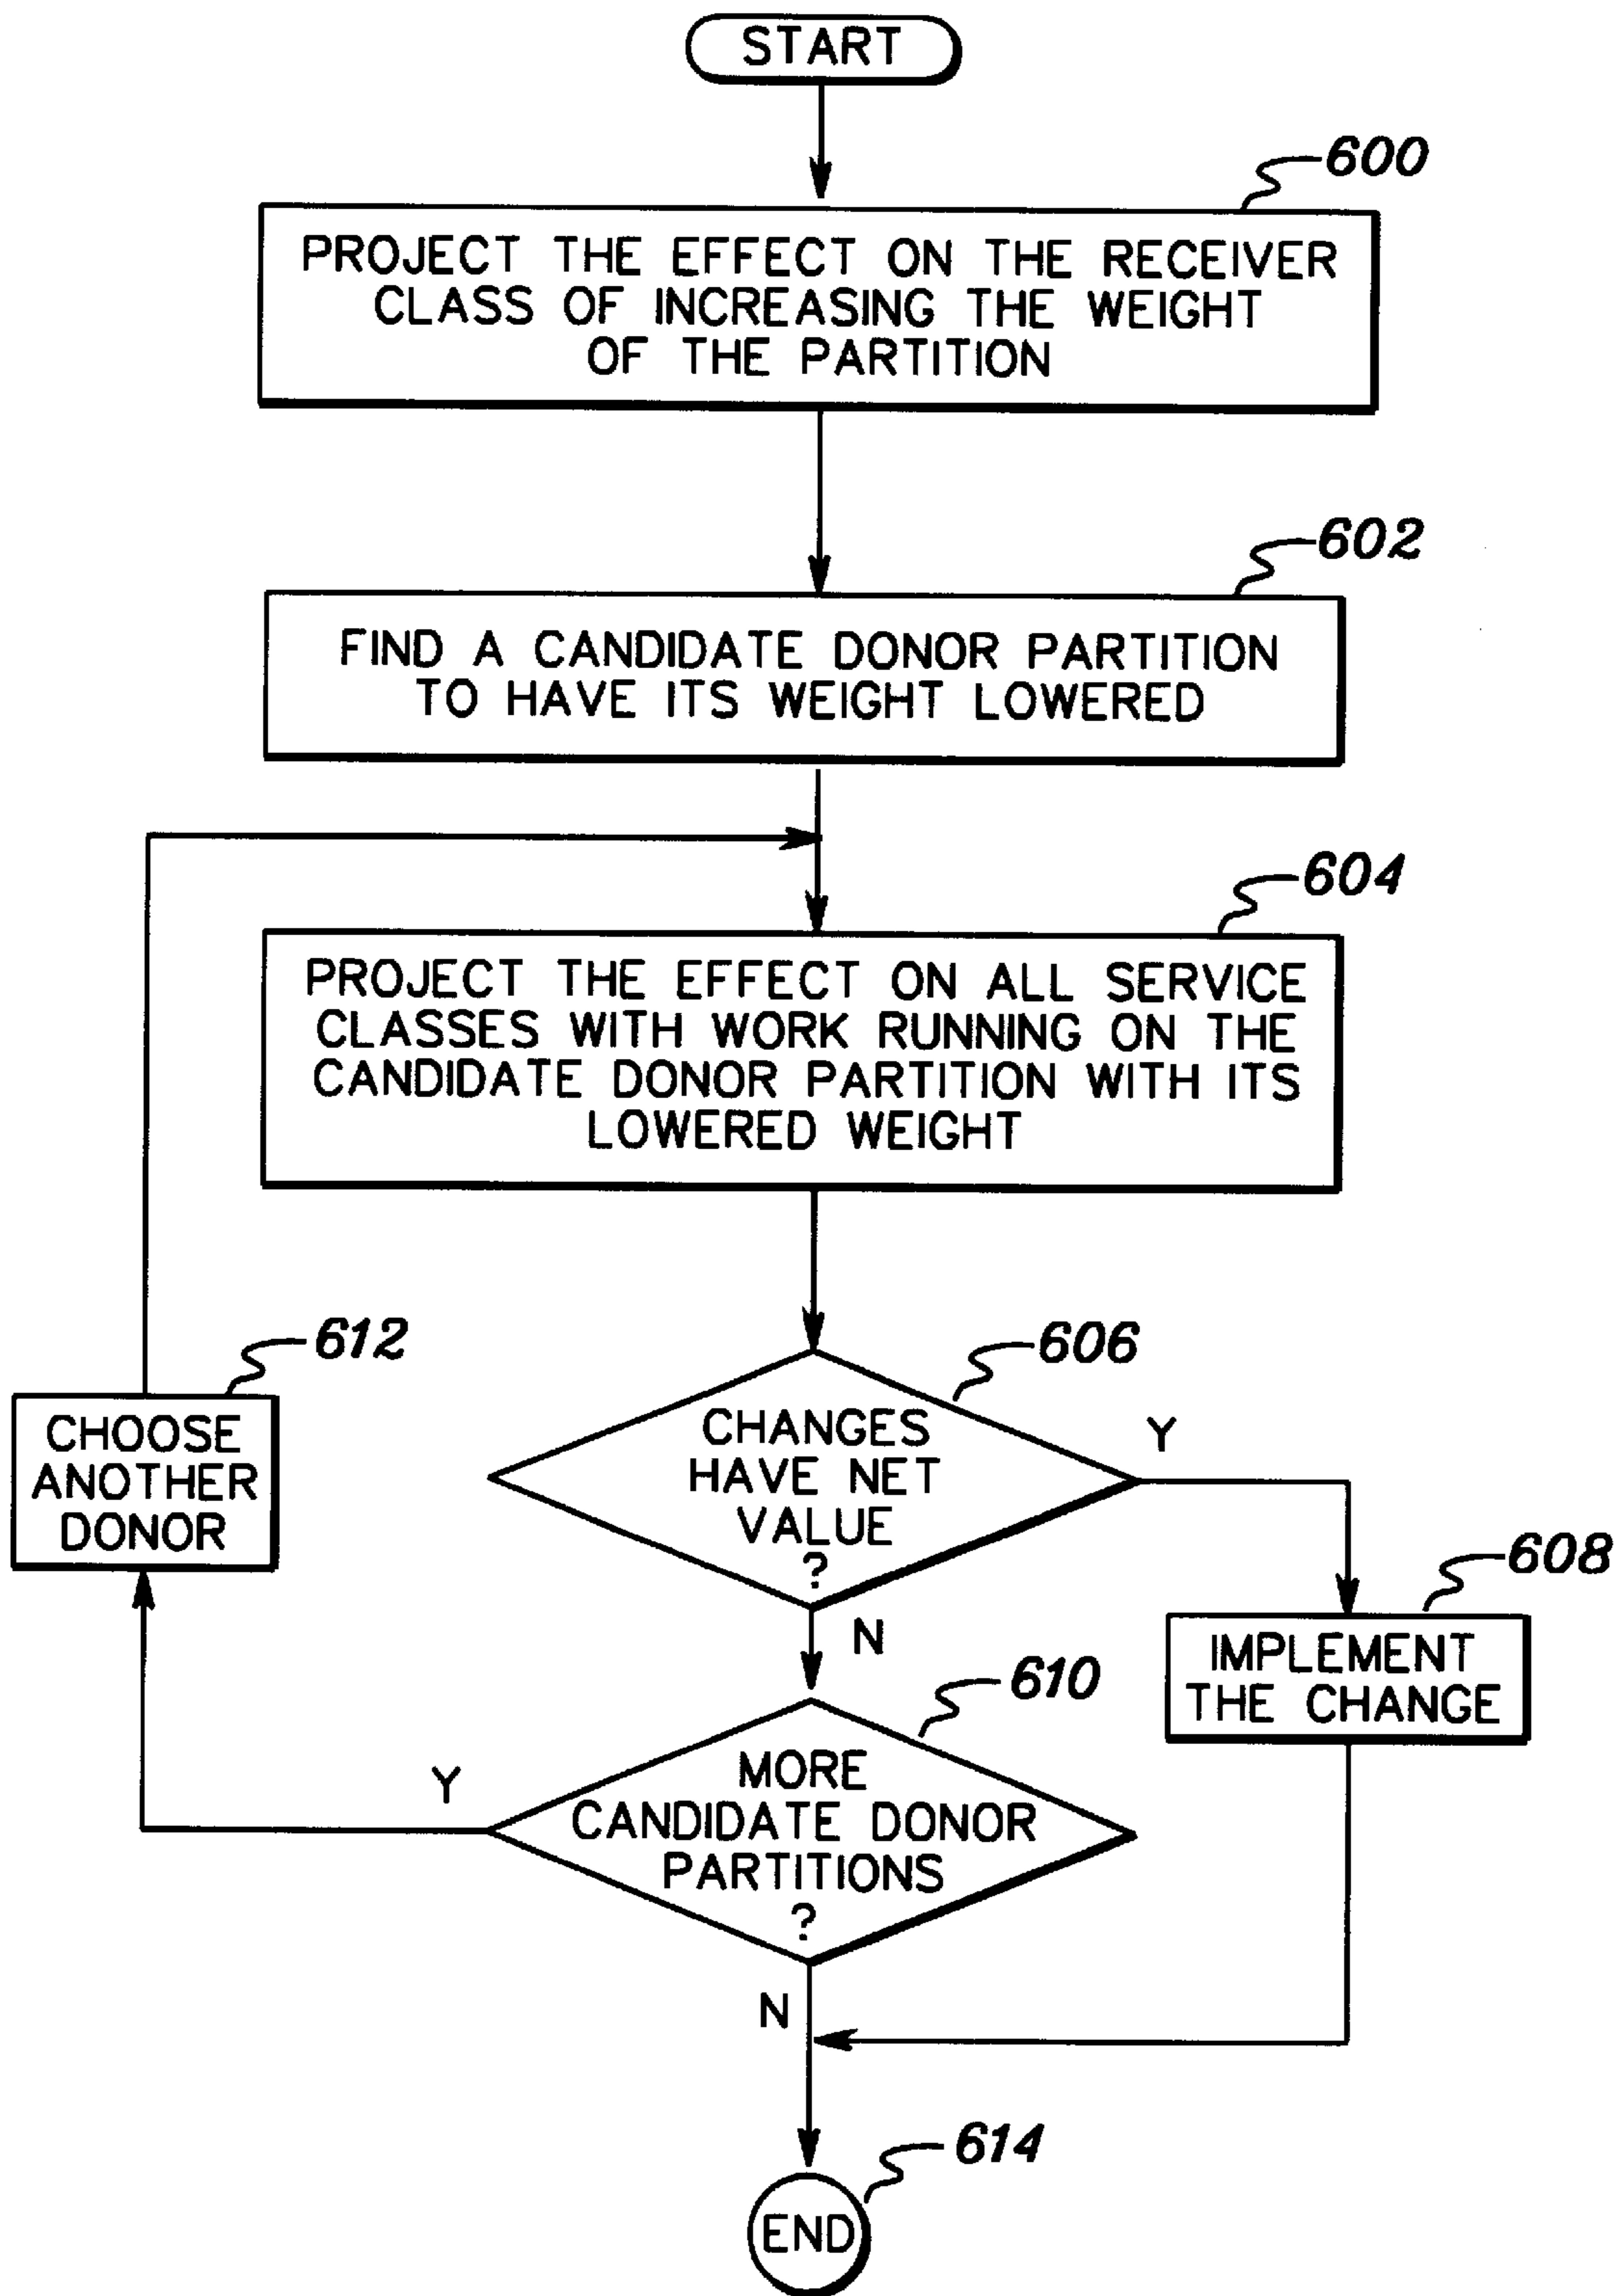 START
600
PROJECT THE EFFECT ON THE RECEIVER
CLASS OF INCREASING THE WEIGHT
OF THE PARTITION
602
FIND A CANDIDATE DONOR PARTITION
TO HAVE ITS WEIGHT LOWERED
604
PROJECT THE EFFECT ON ALL SERVICE
CLASSES WITH WORK RUNNING ON THE
CANDIDATE DONOR PARTITION WITH ITS
LOWERED WEIGHT
606
CHANGES
HAVE NET
VALUE
?
Y
N
608
IMPLEMENT
THE CHANGE
610
MORE
CANDIDATE DONOR
PARTITIONS
?
Y
N
612
CHOOSE
ANOTHER
DONOR
614
END